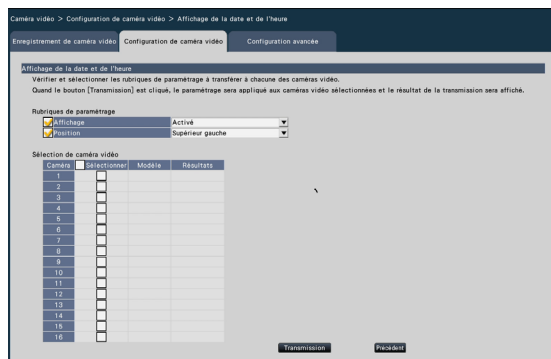 Caméra vidéo > Configuration de caméra vidéo > Affichage de la date et de l'heure
Enregistrement de caméra vidéo Configuration de caméra vidéo Configuration avancée
Affichage de la date et de l'heure
Vérifier et sélectionner les rubriques de paramétrage à transférer à chacune des caméras vidéo.
Quand le bouton [Transmission] est cliqué, le paramétrage sera appliqué aux caméras vidéo sélectionnées et le résultat de la transmission sera affiché.
Rubriques de paramétrage
Affichage Activé
Position Supérieur gauche
Sélection de caméra vidéo
Caméra Sélectionner Modèle Résultats
1
2
3
4
5
6
7
8
9
10
11
12
13
14
15
16
Transmission Précédent